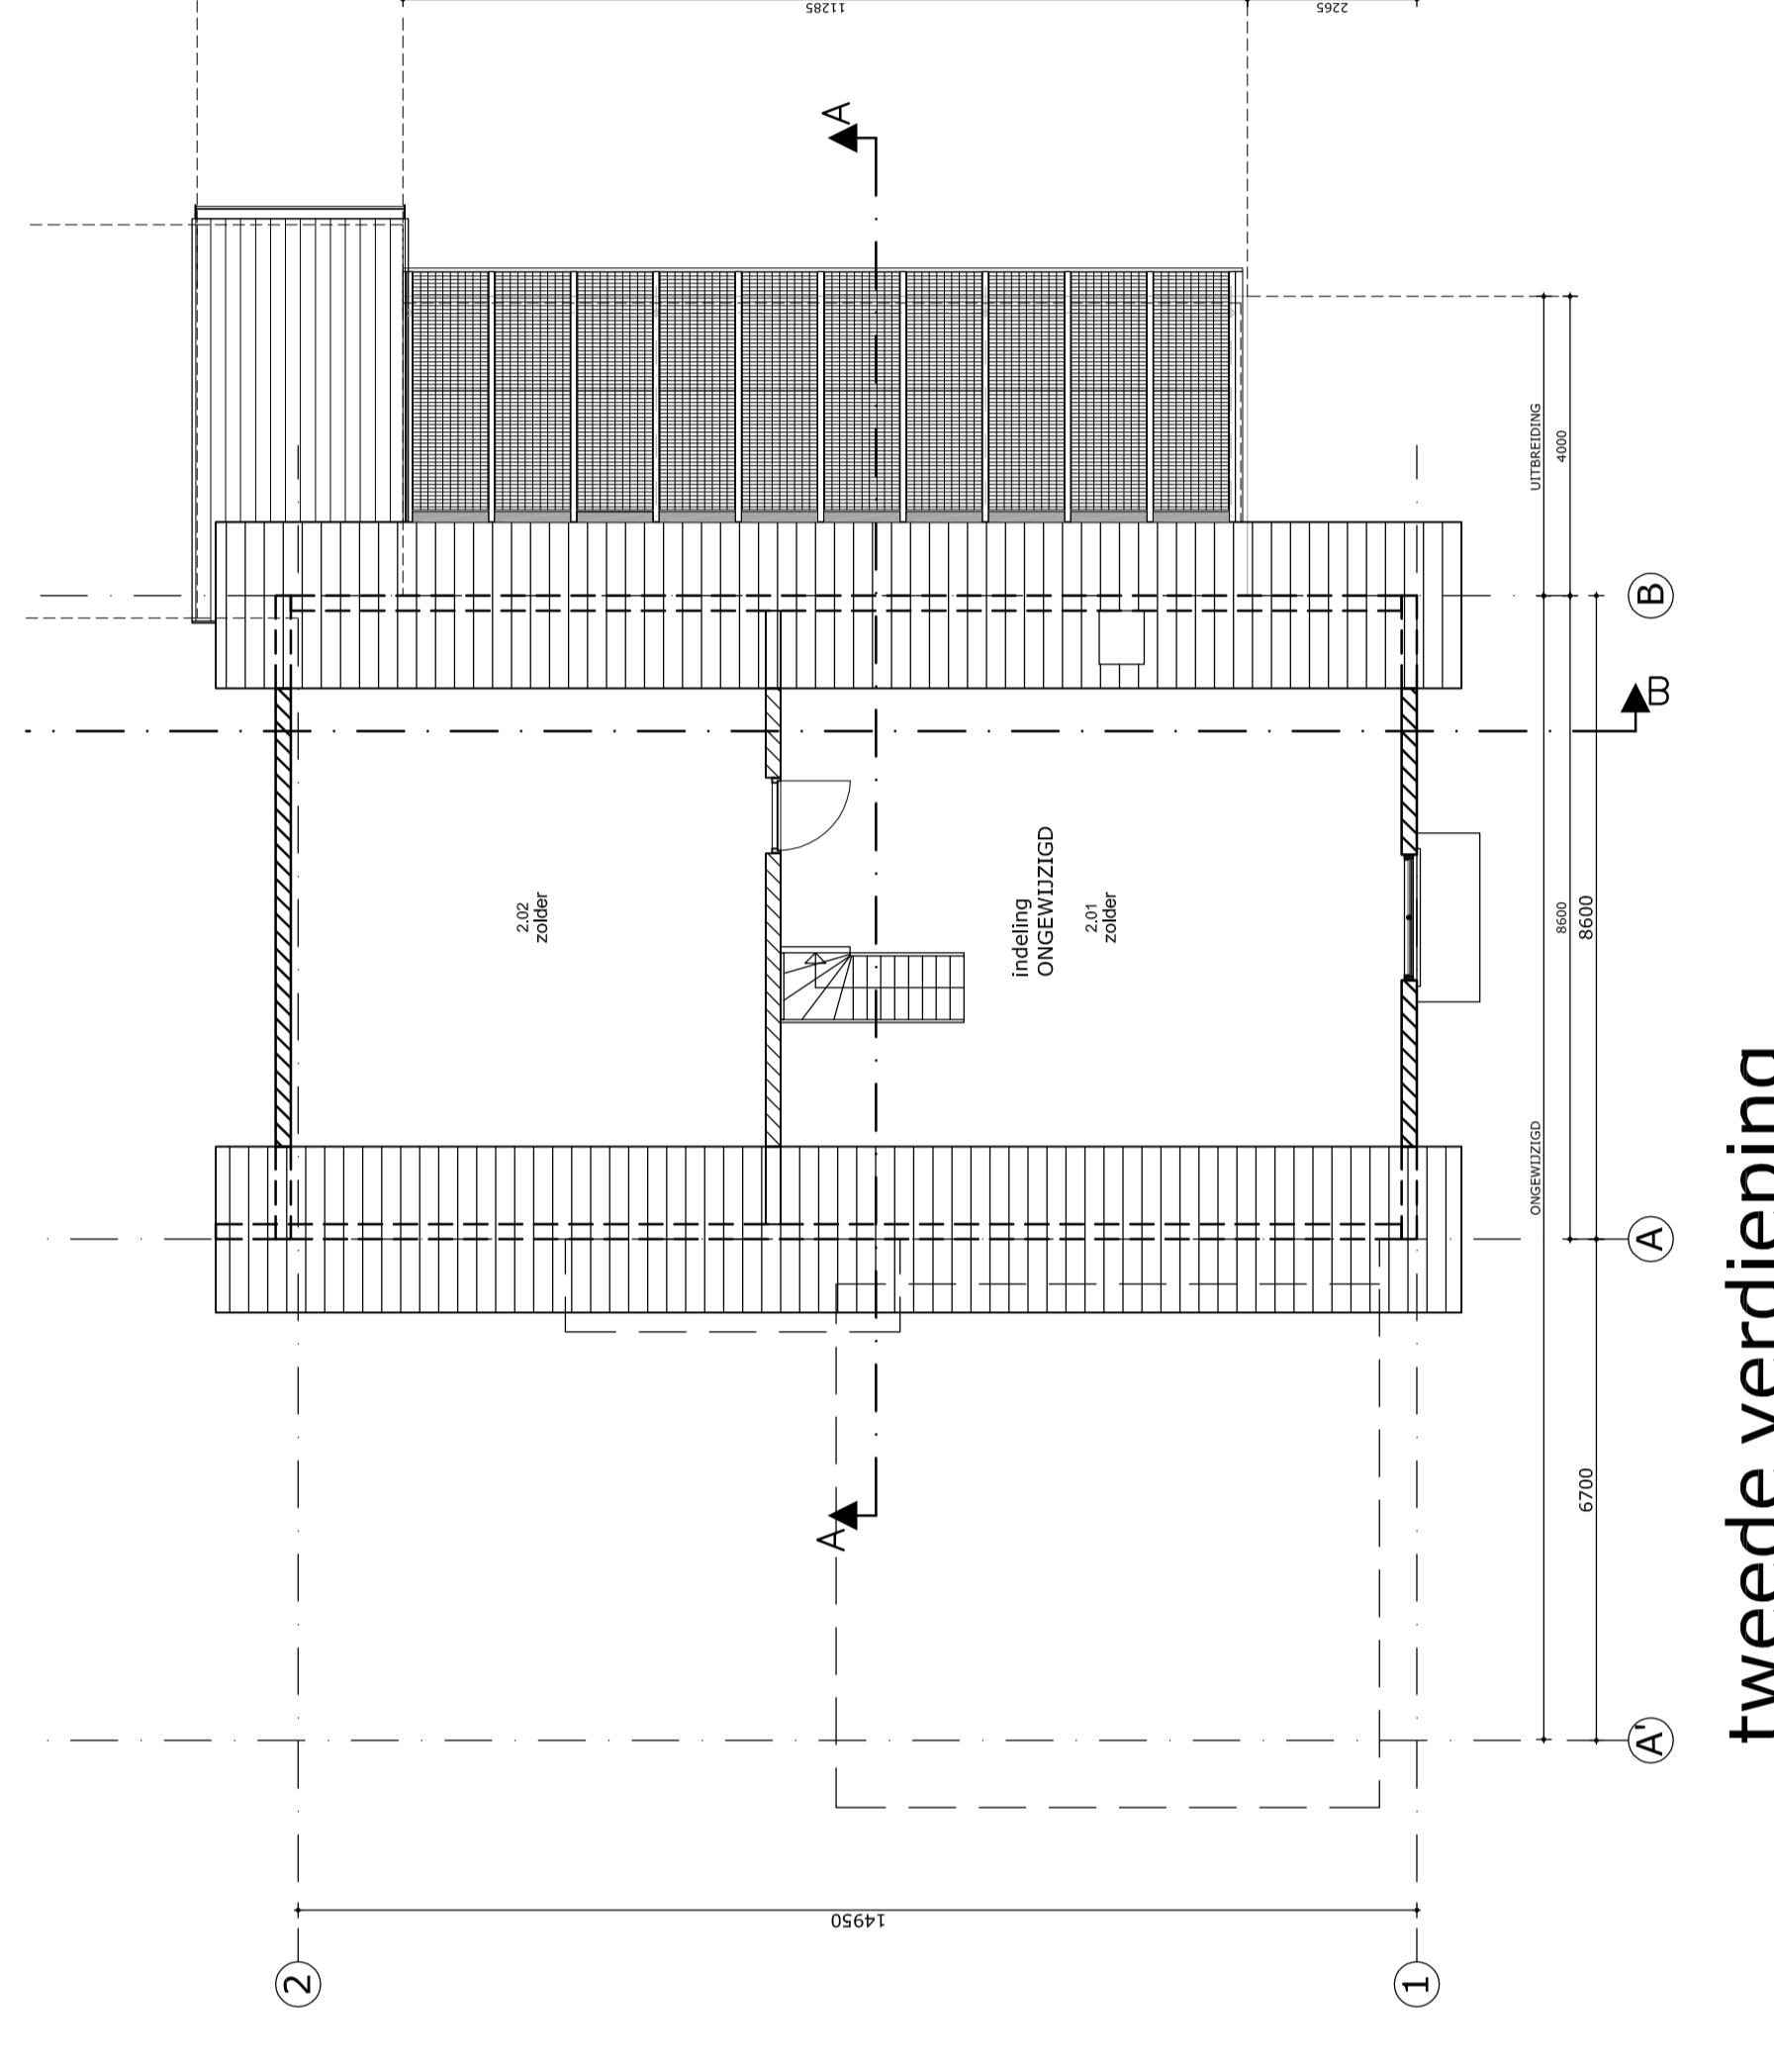 11285
2265
A
UITBREIDING
4000
B
B
2.02
zolder
indeling
ONGEWIJZIGD
2.01
zolder
8600
8600
ONGEWIJZIGD
A
A
6700
A'
14950
2
1
tweede verdieping